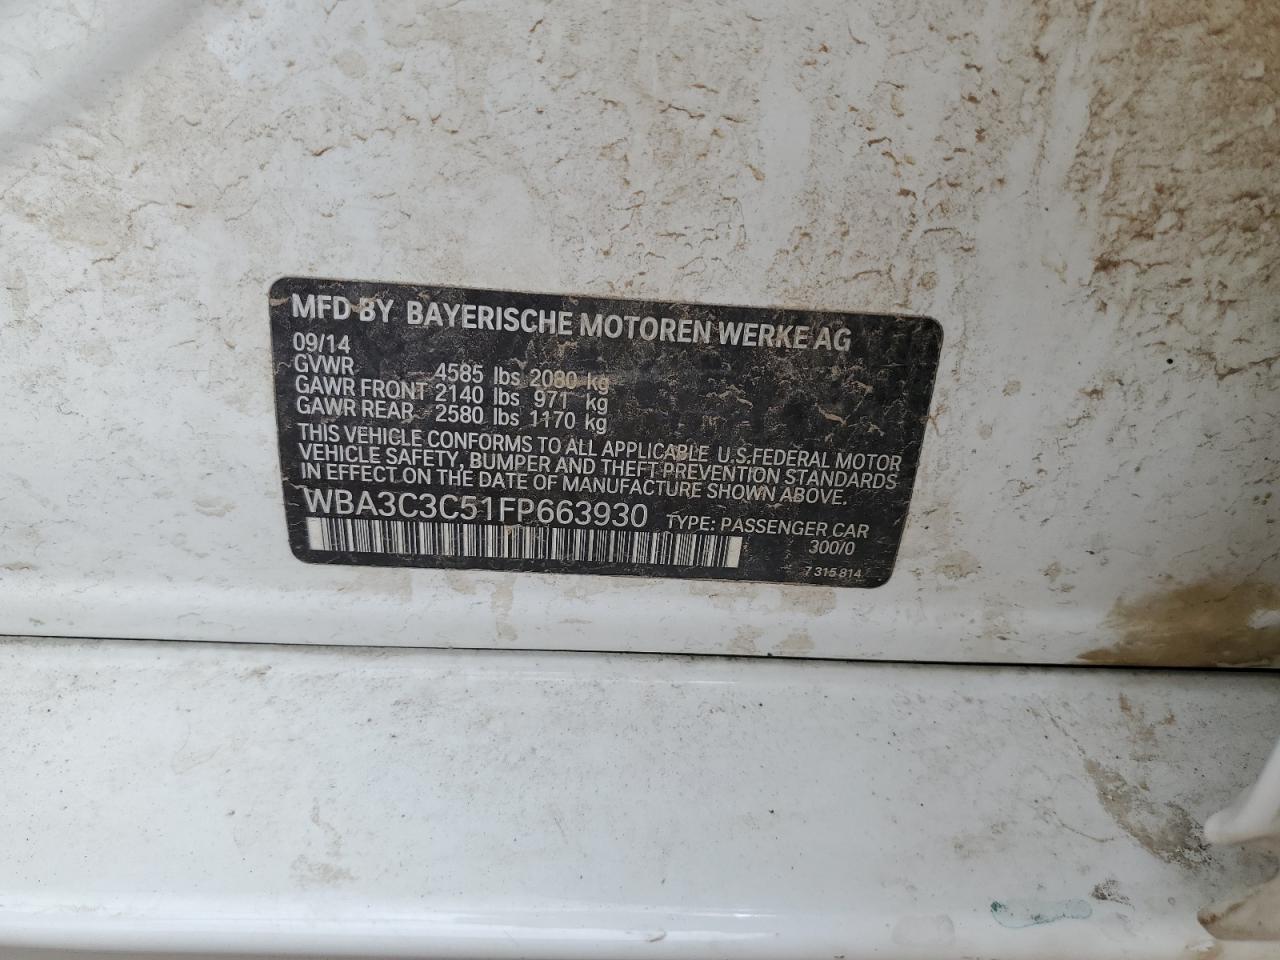 MFD BY BAYERISCHE MOTOREN WERKE AG
09/14
GVWR 4585 lbs 2080 kg
GAWR FRONT 2140 lbs 971 kg
GAWR REAR 2580 lbs 1170 kg
THIS VEHICLE CONFORMS TO ALL APPLICABLE U.S.FEDERAL MOTOR
VEHICLE SAFETY, BUMPER AND THEFT PREVENTION STANDARDS
IN EFFECT ON THE DATE OF MANUFACTURE SHOWN ABOVE.
WBA3C3C51FP663930 TYPE: PASSENGER CAR
300/0
7 315 814